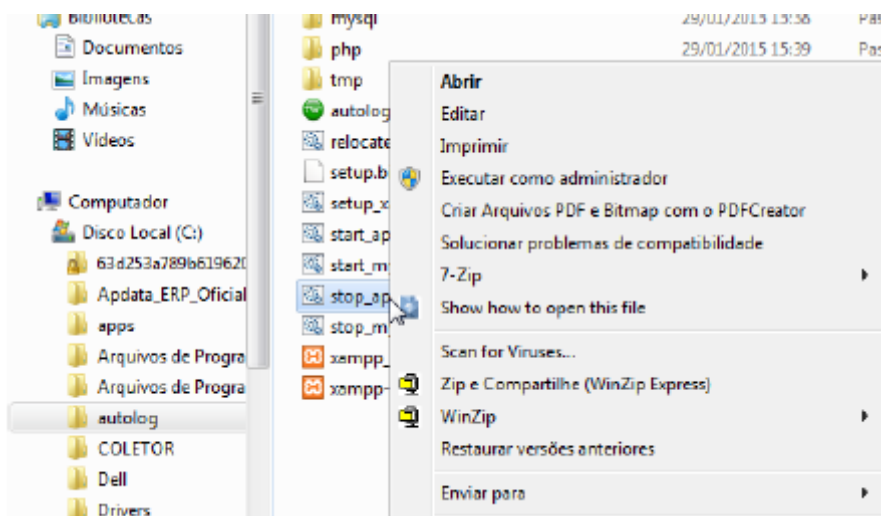 Bibliotecas
Documentos
Imagens
Músicas
Vídeos
Computador
Disco Local (C:)
63d253a789b619620
Apdata_ERP_Oficial
apps
Arquivos de Progra
Arquivos de Progra
autolog
COLETOR
Dell
Drivers
mysql 29/01/2015 15:38 Pas
php 29/01/2015 15:39 Pas
tmp
autolog
relocate
setup.b
setup_x
start_ap
start_m
stop_ap
stop_m
xampp_
xampp-
Abrir
Editar
Imprimir
Executar como administrador
Criar Arquivos PDF e Bitmap com o PDFCreator
Solucionar problemas de compatibilidade
7-Zip
Show how to open this file
Scan for Viruses...
Zip e Compartilhe (WinZip Express)
WinZip
Restaurar versões anteriores
Enviar para